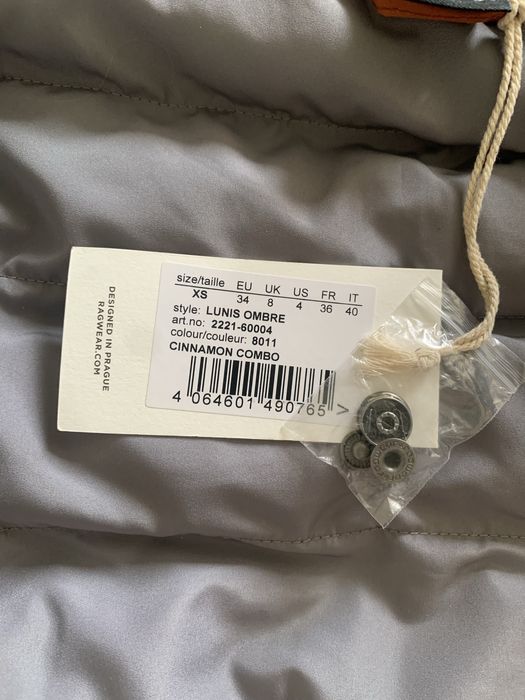 DESIGNED IN PRAGUE
RAGWEAR.COM
size/taille EU UK US FR IT
XS 34 8 4 36 40
style: LUNIS OMBRE
art.no: 2221-60004
colour/couleur: 8011
CINNAMON COMBO
4 064601 490765 >